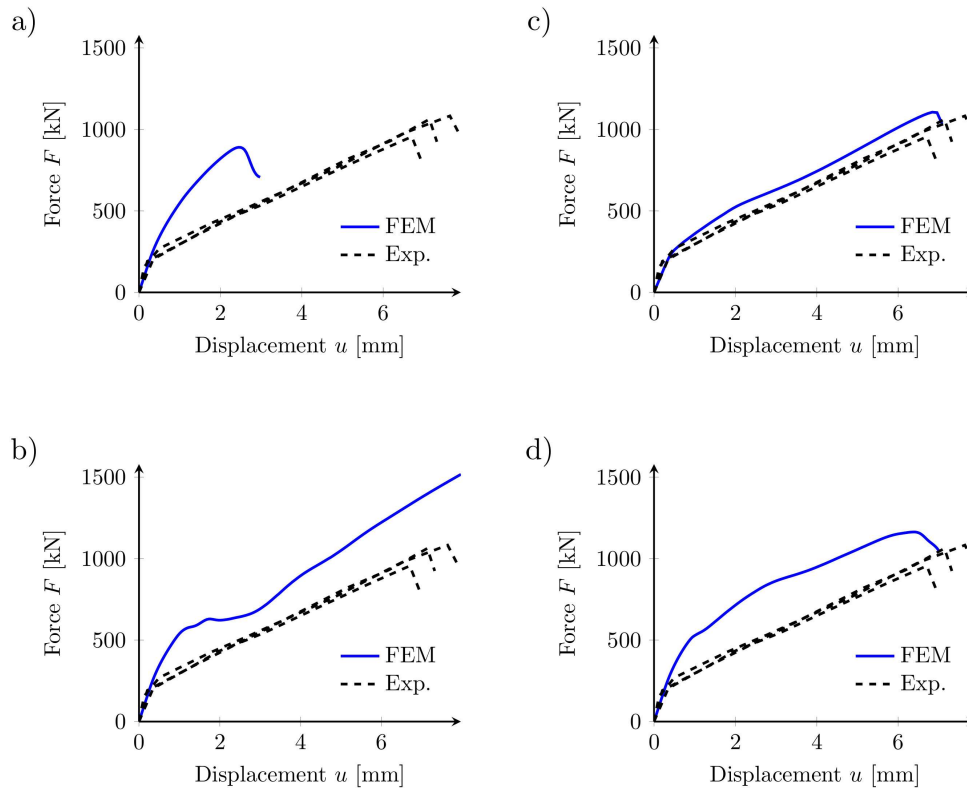 a)
1500
1000
500
0
Force F [kN]
0 2 4 6
Displacement u [mm]
FEM
Exp.
c)
1500
1000
500
0
Force F [kN]
0 2 4 6
Displacement u [mm]
FEM
Exp.
b)
1500
1000
500
0
Force F [kN]
0 2 4 6
Displacement u [mm]
FEM
Exp.
d)
1500
1000
500
0
Force F [kN]
0 2 4 6
Displacement u [mm]
FEM
Exp.